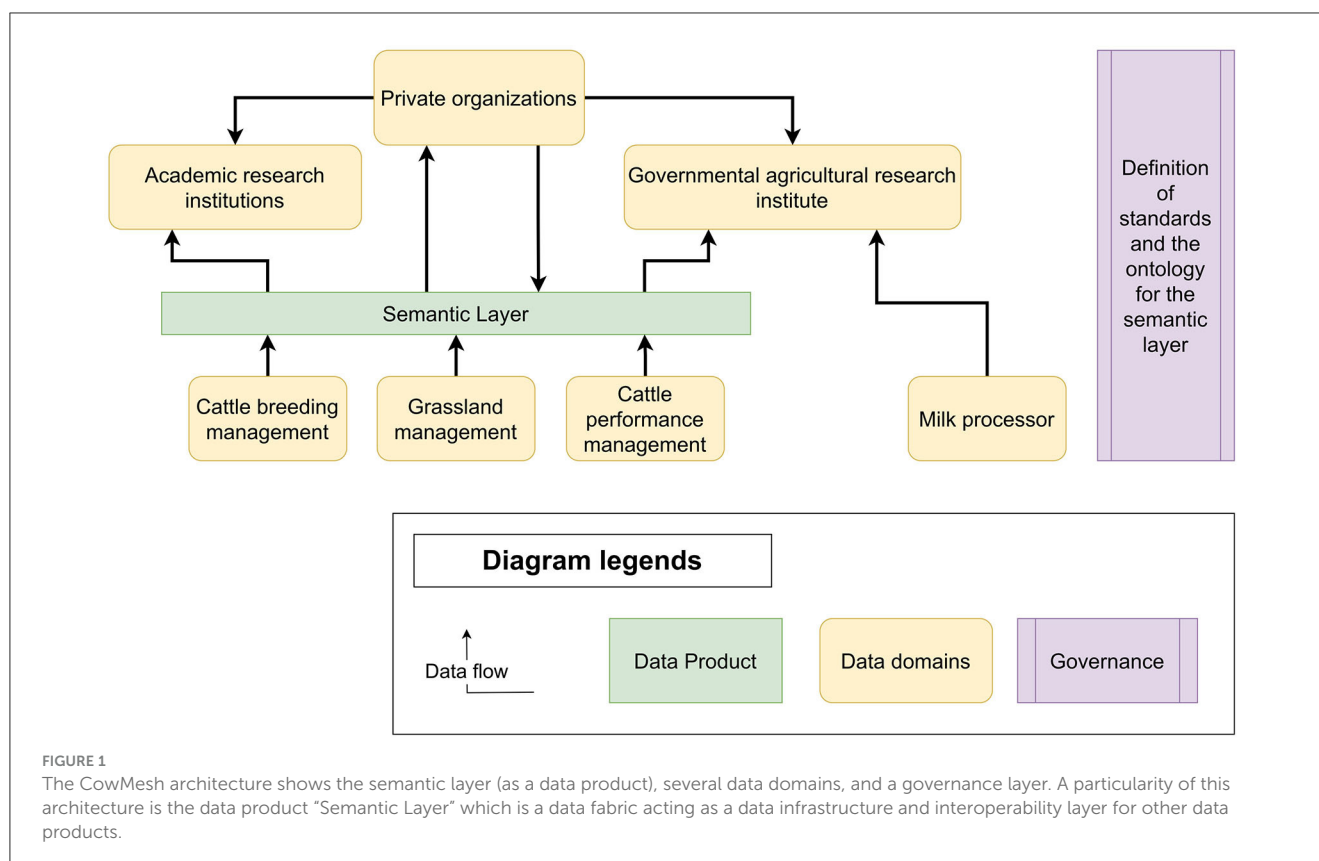 Private organizations
Academic research
institutions
Governmental agricultural research
institute
Definition
of
standards
and the
ontology
for the
semantic
layer
Semantic Layer
Cattle breeding
management
Grassland
management
Cattle
performance
management
Milk processor
Diagram legends
Data flow
Data Product
Data domains
Governance
FIGURE 1
The CowMesh architecture shows the semantic layer (as a data product), several data domains, and a governance layer. A particularity of this
architecture is the data product “Semantic Layer” which is a data fabric acting as a data infrastructure and interoperability layer for other data
products.